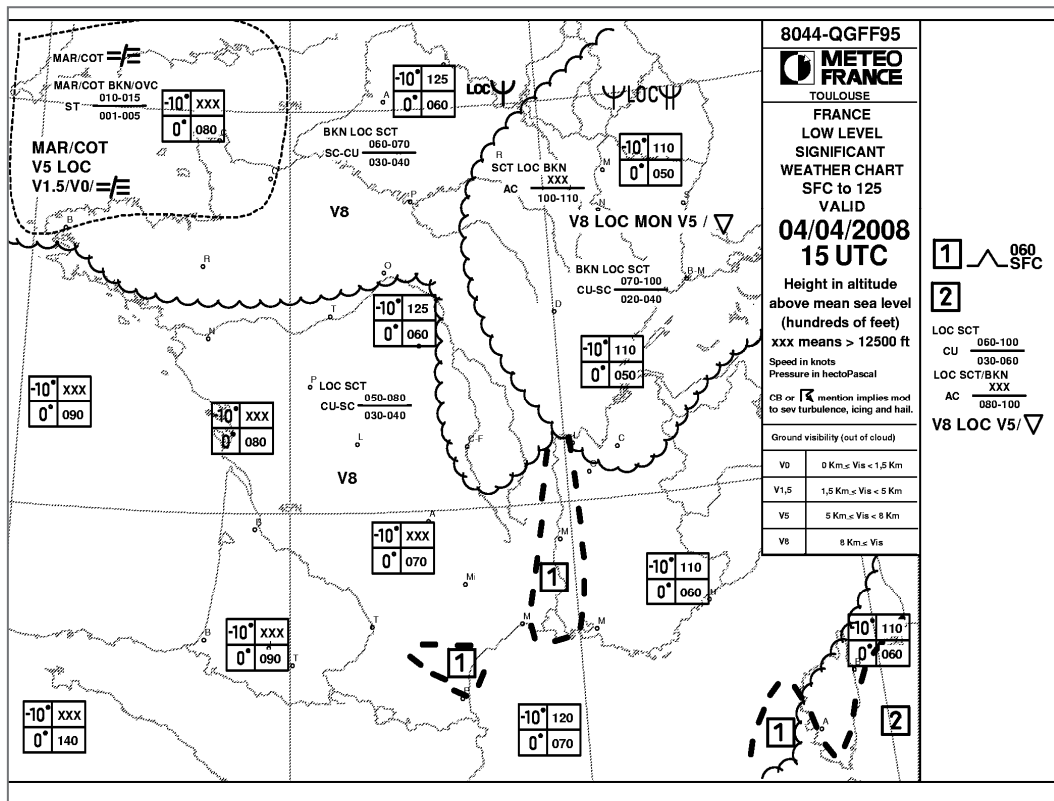 8044-QGFF95
METEO
FRANCE
TOULOUSE
FRANCE
LOW LEVEL
SIGNIFICANT
WEATHER CHART
SFC to 125
VALID
04/04/2008
15 UTC
Height in altitude
above mean sea level
(hundreds of feet)
xxx means > 12500 ft
Speed in knots
Pressure in hectoPascal
CB or mention implies mod
to sev turbulence, icing and hail.
Ground visibility (out of cloud)
V0 0 Km ≤ Vis < 1,5 Km
V1,5 1,5 Km ≤ Vis < 5 Km
V5 5 Km ≤ Vis < 8 Km
V8 8 Km ≤ Vis
1 060
SFC
2
LOC SCT
060-100
CU
030-060
LOC SCT/BKN
XXX
AC
080-100
V8 LOC V5/
MAR/COT
MAR/COT BKN/OVC
010-015
ST
001-005
MAR/COT
V5 LOC
V1.5/V0/
-10° XXX
0° 080
-10° 125
0° 060
LOC
LOC
BKN LOC SCT
060-070
SC-CU
030-040
V8
SCT LOC BKN
XXX
AC
100-110
-10° 110
0° 050
V8 LOC MON V5 /
BKN LOC SCT
070-100
CU-SC
020-040
-10° 125
0° 060
-10° 110
0° 050
-10° XXX
0° 090
-10° XXX
0° 080
LOC SCT
050-080
CU-SC
030-040
V8
45°N
-10° XXX
0° 070
1
-10° 110
0° 060
-10° XXX
0° 090
1
-10° 110
0° 060
-10° XXX
0° 140
-10° 120
0° 070
1
2
A
C
P
B
R
O
N
T
P
L
C-F
R
M
N
S
B-M
D
C
G
A
M
B
Mi
B
T
T
M
M
P
H
B
A